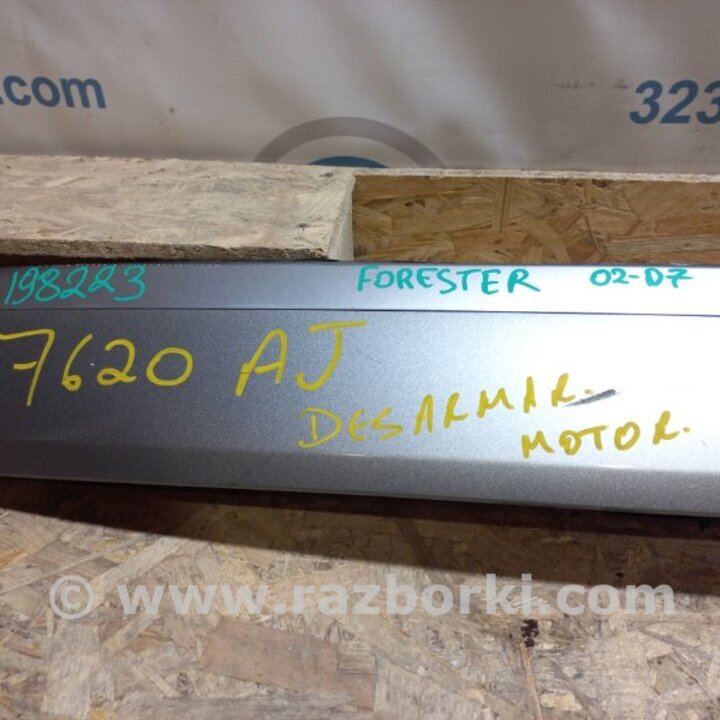 .com
323
198223 FORESTER 02-07
7620 AJ
DESARMAR.
MOTOR.
© www.razborki.com